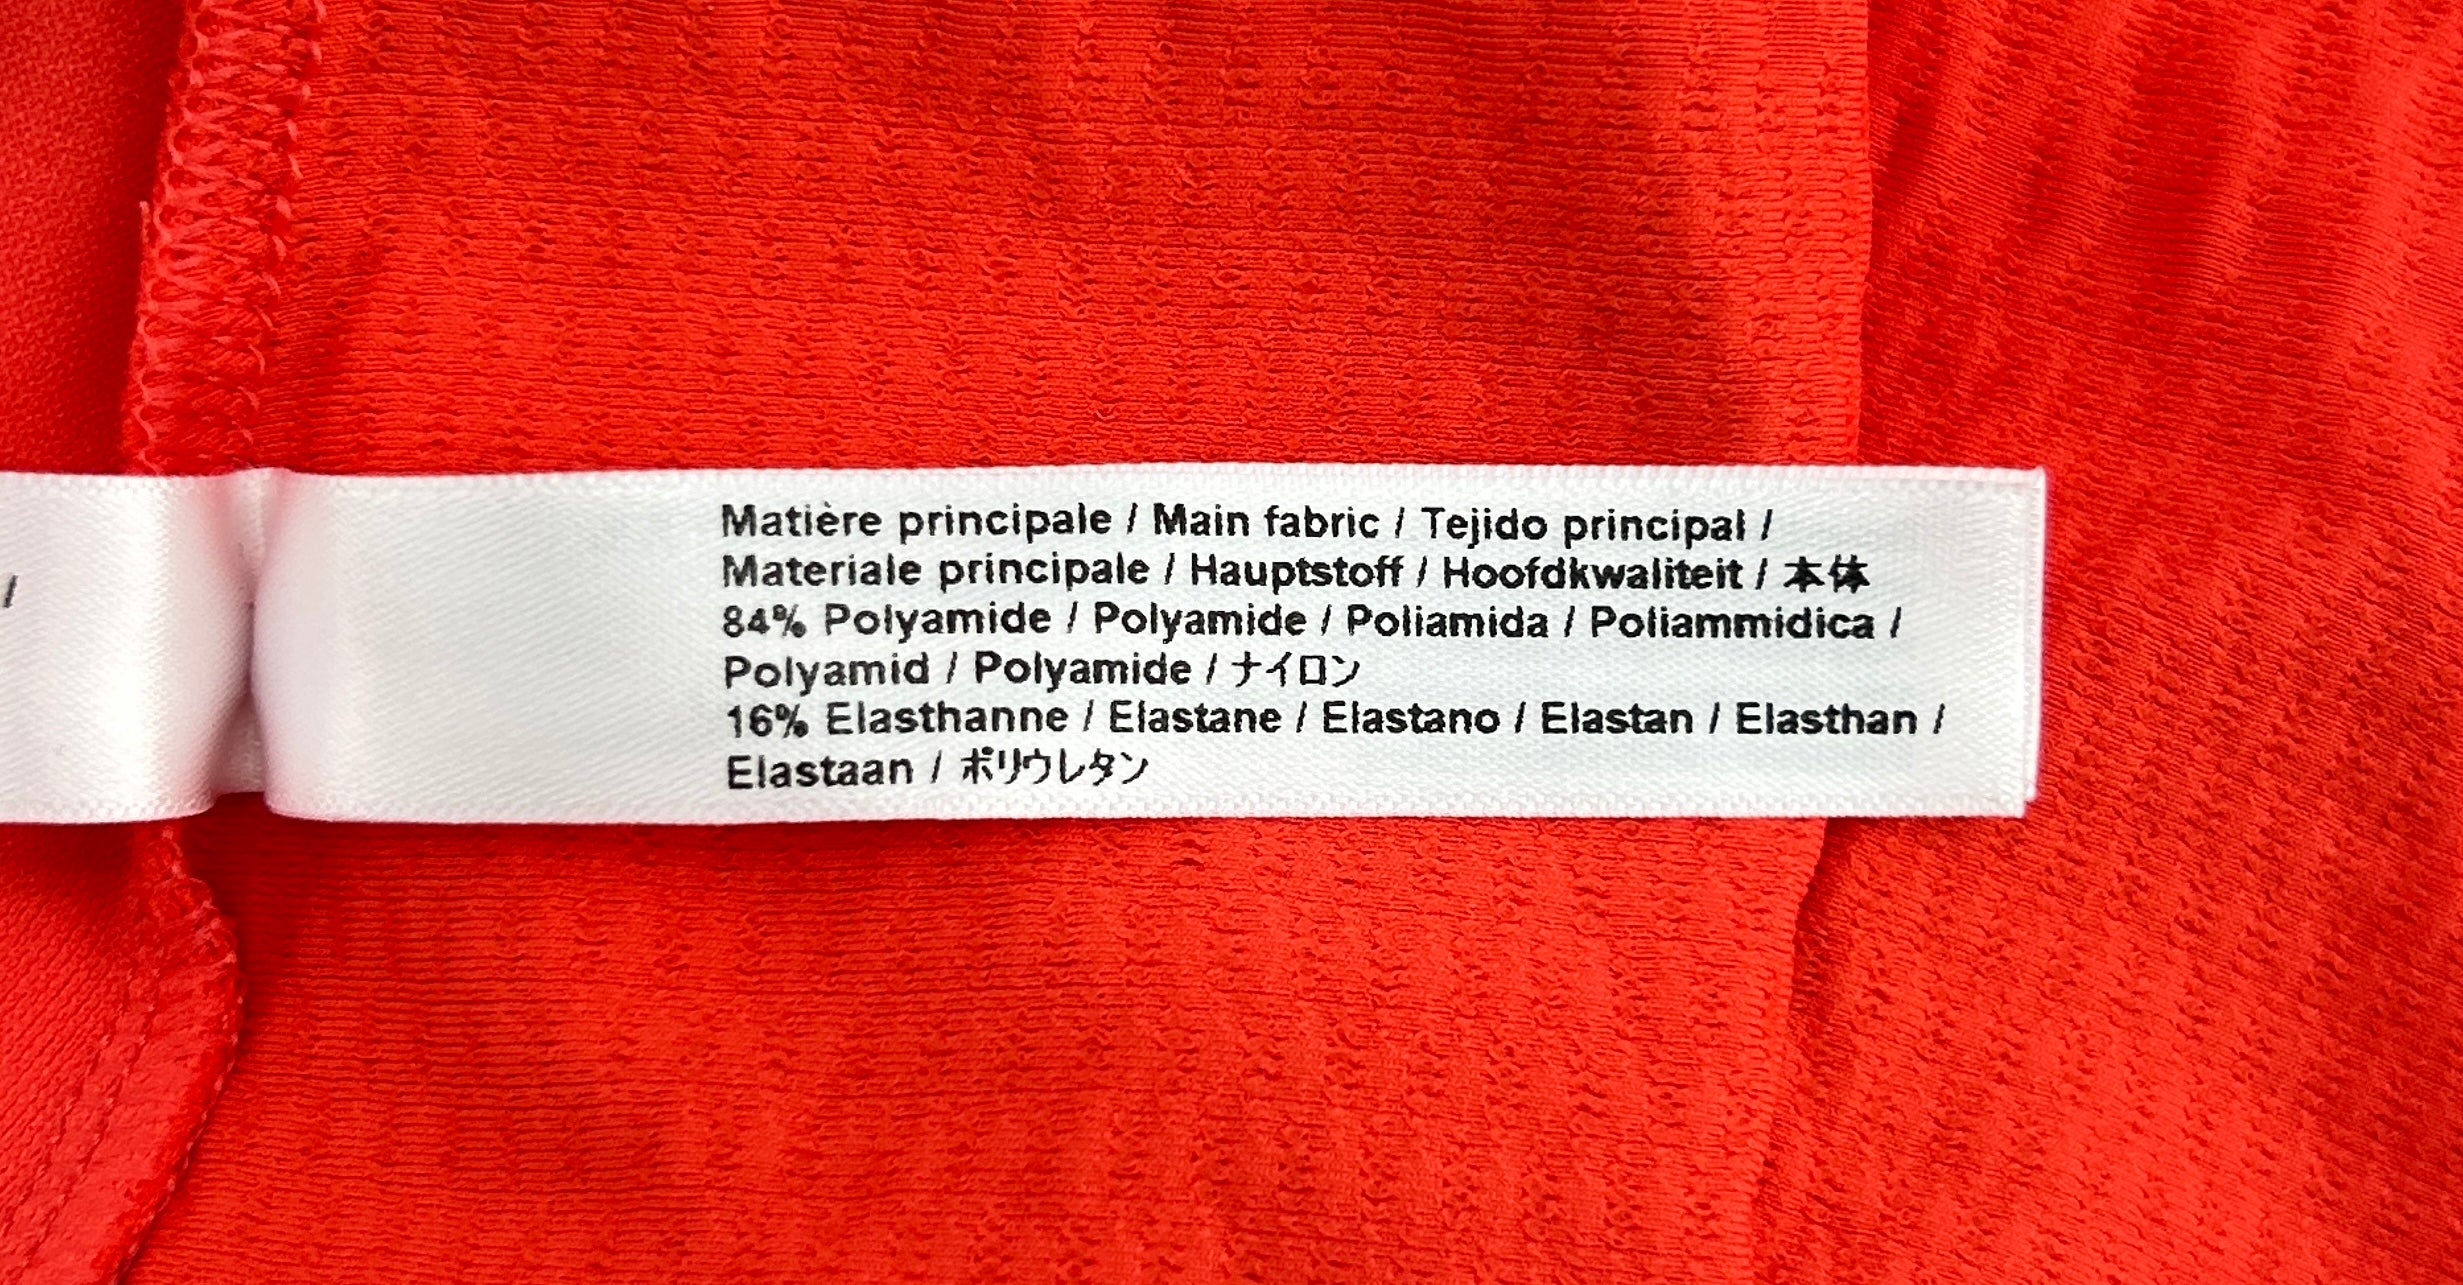 Matière principale / Main fabric / Tejido principal /
Materiale principale / Hauptstoff / Hoofdkwaliteit / 本体
84% Polyamide / Polyamide / Poliamida / Poliammidica /
Polyamid / Polyamide / ナイロン
16% Elasthanne / Elastane / Elastano / Elastan / Elasthan /
Elastaan / ポリウレタン
/